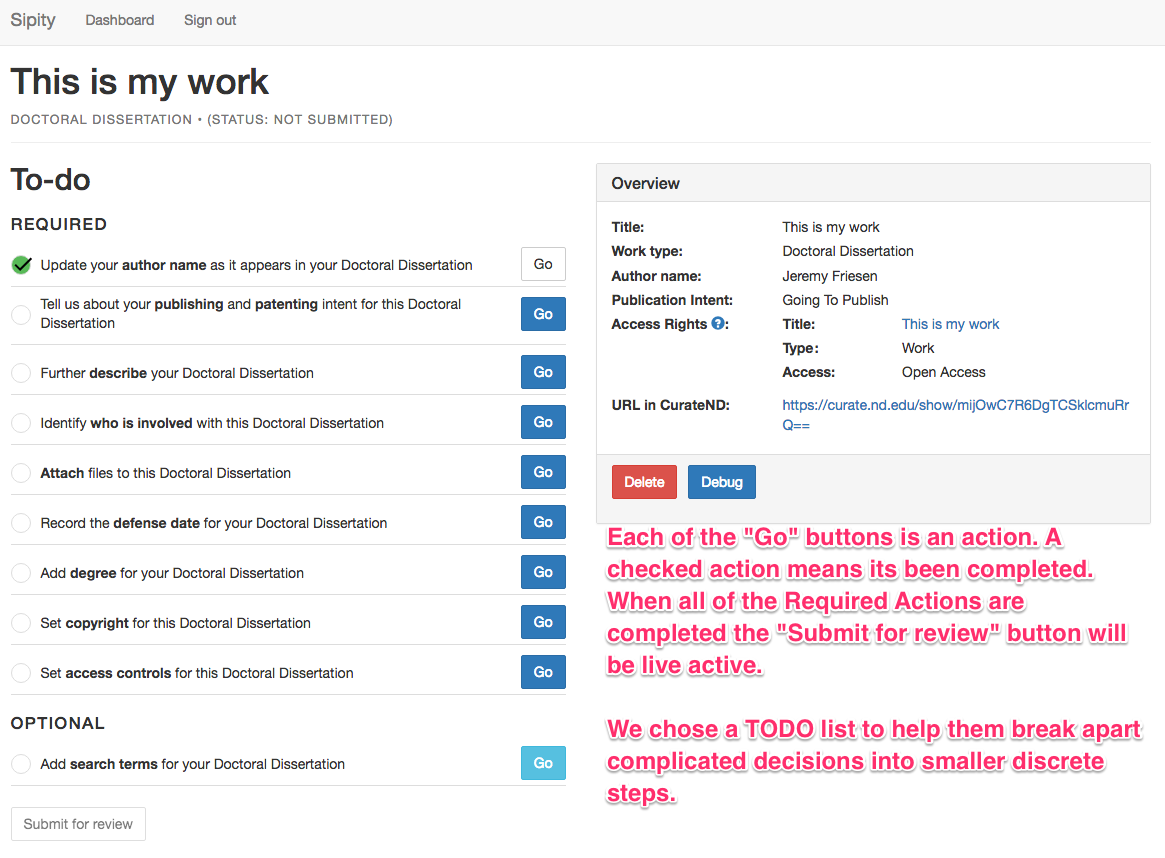 Sipity Dashboard Sign out
This is my work
DOCTORAL DISSERTATION • (STATUS: NOT SUBMITTED)
To-do
REQUIRED
Update your author name as it appears in your Doctoral Dissertation Go
Tell us about your publishing and patenting intent for this Doctoral
Dissertation
Go
Further describe your Doctoral Dissertation Go
Identify who is involved with this Doctoral Dissertation Go
Attach files to this Doctoral Dissertation Go
Record the defense date for your Doctoral Dissertation Go
Add degree for your Doctoral Dissertation Go
Set copyright for this Doctoral Dissertation Go
Set access controls for this Doctoral Dissertation Go
OPTIONAL
Add search terms for your Doctoral Dissertation Go
Submit for review
Overview
Title: This is my work
Work type: Doctoral Dissertation
Author name: Jeremy Friesen
Publication Intent: Going To Publish
Access Rights ?: Title: This is my work
Type: Work
Access: Open Access
URL in CurateND: https://curate.nd.edu/show/mijOwC7R6DgTCSklcmuRr
Q==
Delete Debug
Each of the "Go" buttons is an action. A
checked action means its been completed.
When all of the Required Actions are
completed the "Submit for review" button will
be live active.
We chose a TODO list to help them break apart
complicated decisions into smaller discrete
steps.